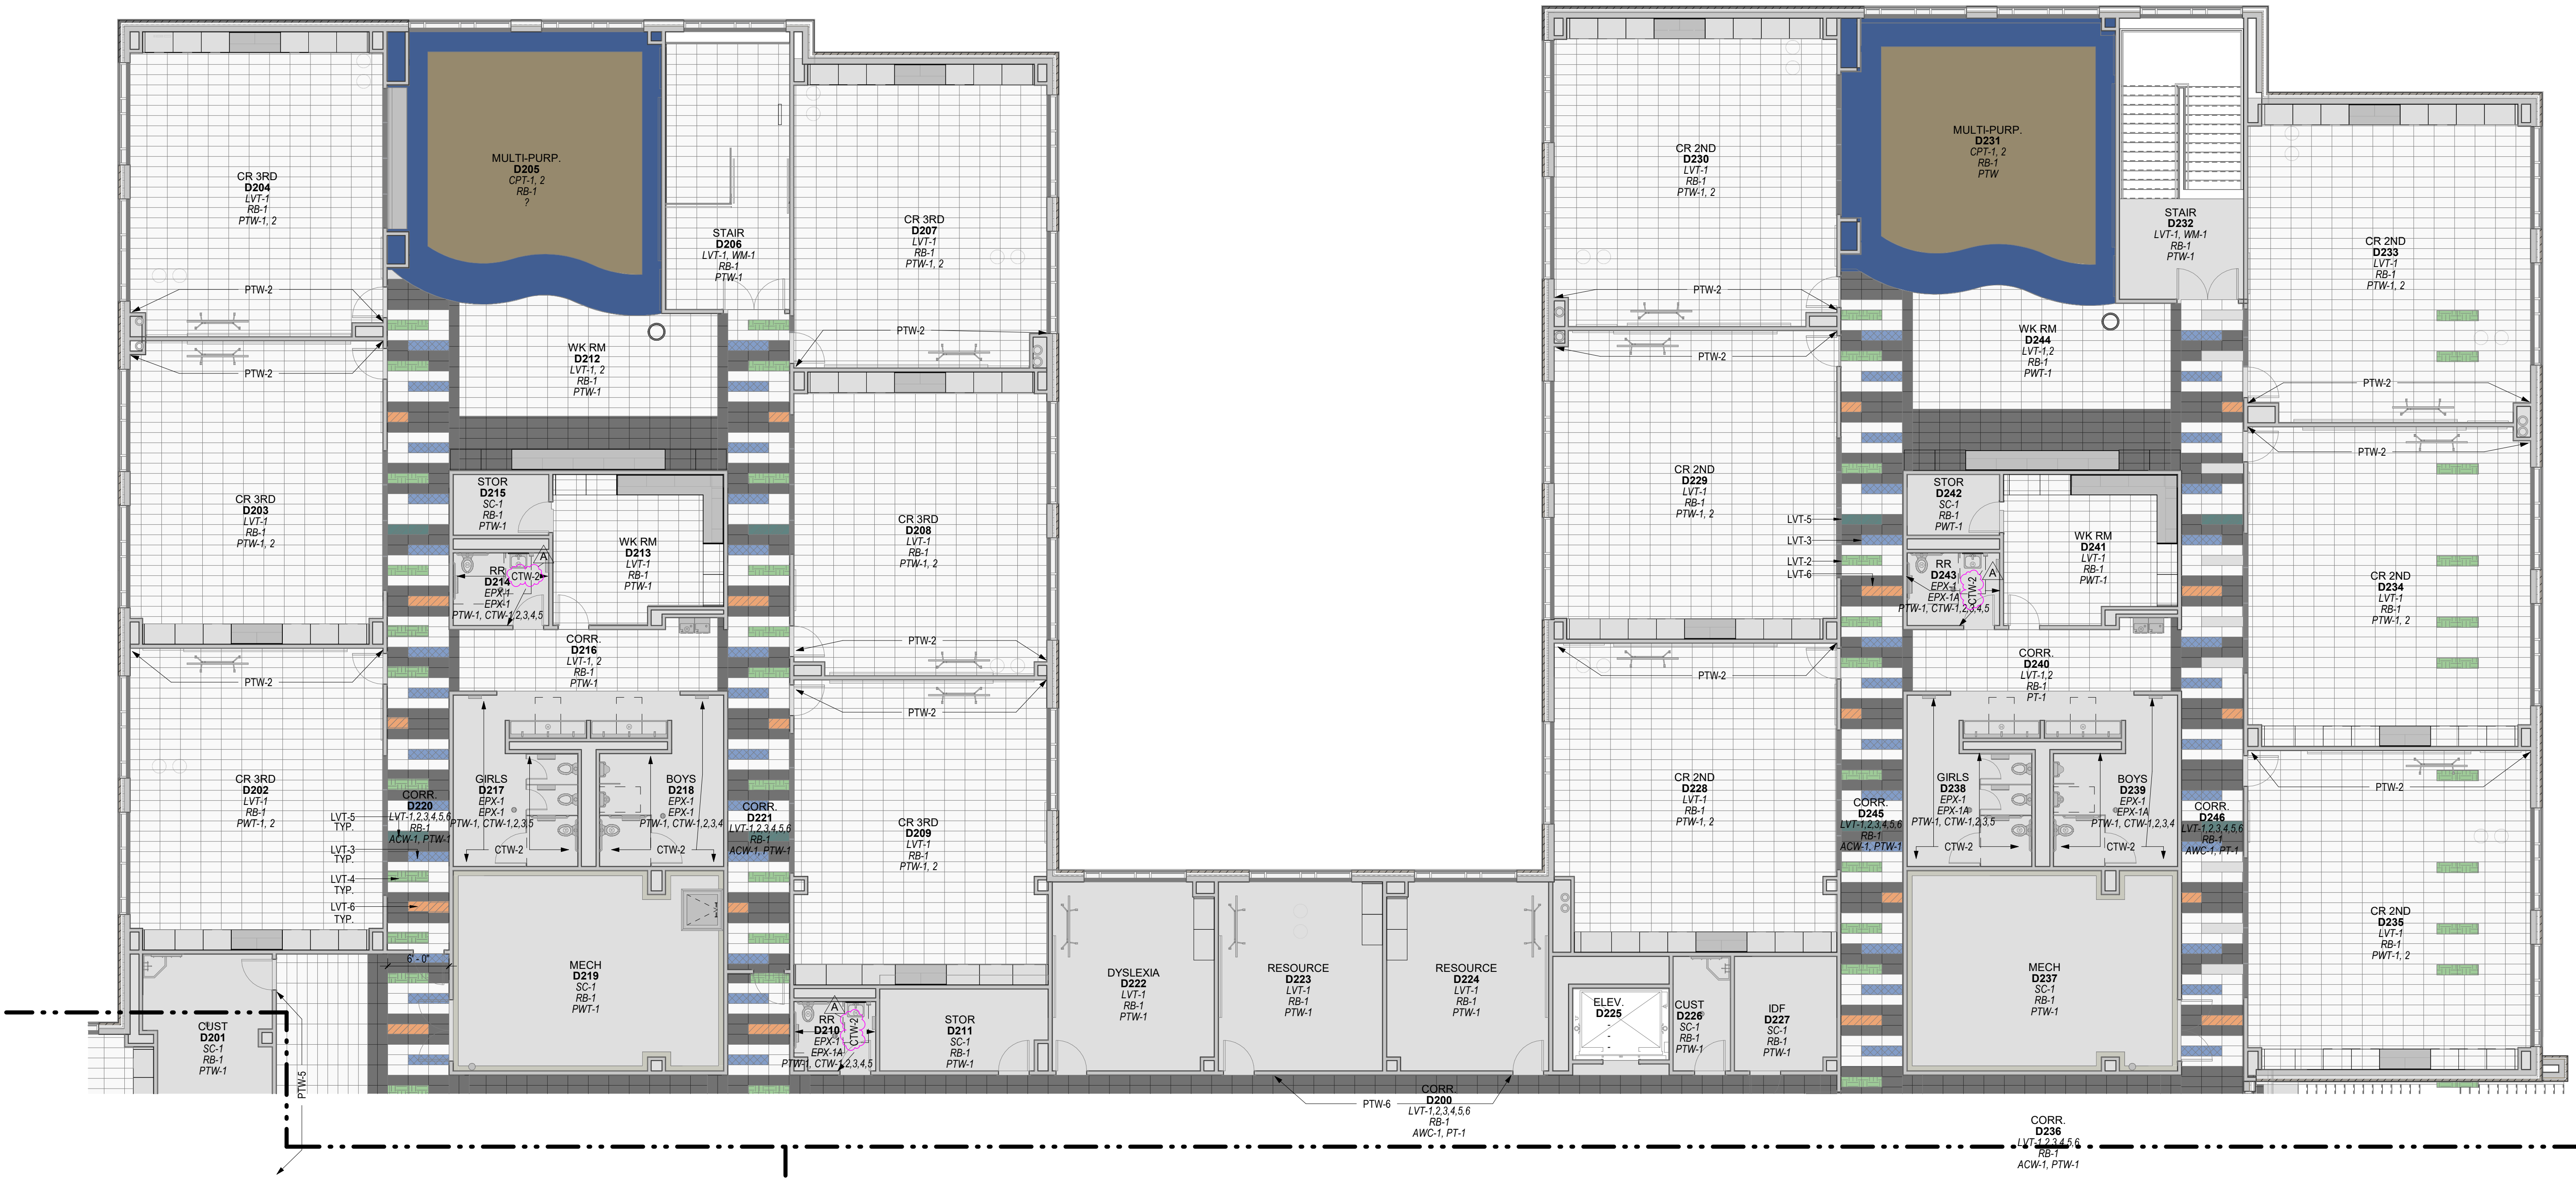 CR 3RD
D204
LVT-1
RB-1
PTW-1, 2
MULTI-PURP.
D205
CPT-1, 2
RB-1
?
STAIR
D206
LVT-1, WM-1
RB-1
PTW-1
CR 3RD
D207
LVT-1
RB-1
PTW-1, 2
PTW-2
PTW-2
PTW-2
WK RM
D212
LVT-1, 2
RB-1
PTW-1
CR 3RD
D203
LVT-1
RB-1
PTW-1, 2
STOR
D215
SC-1
RB-1
PTW-1
WK RM
D213
LVT-1
RB-1
PTW-1
CR 3RD
D208
LVT-1
RB-1
PTW-1, 2
A
RR
D214
EPX-1
EPX-1
PTW-1, CTW-1,2,3,4,5
CTW-2
CORR.
D216
LVT-1, 2
RB-1
PTW-1
PTW-2
PTW-2
PTW-2
CR 3RD
D202
LVT-1
RB-1
PWT-1, 2
LVT-5
TYP.
LVT-3
TYP.
LVT-4
TYP.
LVT-6
TYP.
CORR.
D220
LVT-1,2,3,4,5,6
RB-1
ACW-1, PTW-1
GIRLS
D217
EPX-1
EPX-1
PTW-1, CTW-1,2,3,5
CTW-2
BOYS
D218
EPX-1
EPX-1
PTW-1, CTW-1,2,3,4
CTW-2
CORR.
D221
LVT-1,2,3,4,5,6
RB-1
ACW-1, PTW-1
CR 3RD
D209
LVT-1
RB-1
PTW-1, 2
6' - 0"
MECH
D219
SC-1
RB-1
PWT-1
CUST
D201
SC-1
RB-1
PTW-1
PTW-5
A
RR
D210
EPX-1
EPX-1A
PTW-1, CTW-1,2,3,4,5
CTW-2
STOR
D211
SC-1
RB-1
PTW-1
DYSLEXIA
D222
LVT-1
RB-1
PTW-1
RESOURCE
D223
LVT-1
RB-1
PTW-1
RESOURCE
D224
LVT-1
RB-1
PTW-1
ELEV.
D225
-
-
-
CUST
D226
SC-1
RB-1
PTW-1
IDF
D227
SC-1
RB-1
PTW-1
PTW-6
CORR.
D200
LVT-1,2,3,4,5,6
RB-1
AWC-1, PT-1
CR 2ND
D230
LVT-1
RB-1
PTW-1, 2
MULTI-PURP.
D231
CPT-1, 2
RB-1
PTW
STAIR
D232
LVT-1, WM-1
RB-1
PTW-1
CR 2ND
D233
LVT-1
RB-1
PTW-1, 2
PTW-2
PTW-2
WK RM
D244
LVT-1,2
RB-1
PWT-1
PTW-2
PTW-2
CR 2ND
D229
LVT-1
RB-1
PTW-1, 2
LVT-5
LVT-3
LVT-2
LVT-6
STOR
D242
SC-1
RB-1
PWT-1
WK RM
D241
LVT-1
RB-1
PWT-1
A
RR
D243
EPX-1
EPX-1A
PTW-1, CTW-1,2,3,4,5
CTW-2
CR 2ND
D234
LVT-1
RB-1
PTW-1, 2
CORR.
D240
LVT-1,2
RB-1
PT-1
PTW-2
PTW-2
CR 2ND
D228
LVT-1
RB-1
PTW-1, 2
CORR.
D245
LVT-1,2,3,4,5,6
RB-1
ACW-1, PTW-1
GIRLS
D238
EPX-1
EPX-1A
PTW-1, CTW-1,2,3,5
CTW-2
BOYS
D239
EPX-1
EPX-1A
PTW-1, CTW-1,2,3,4
CTW-2
CORR.
D246
LVT-1,2,3,4,5,6
RB-1
AWC-1, PT-1
CR 2ND
D235
LVT-1
RB-1
PWT-1, 2
MECH
D237
SC-1
RB-1
PTW-1
CORR.
D236
LVT-1,2,3,4,5,6
RB-1
ACW-1, PTW-1